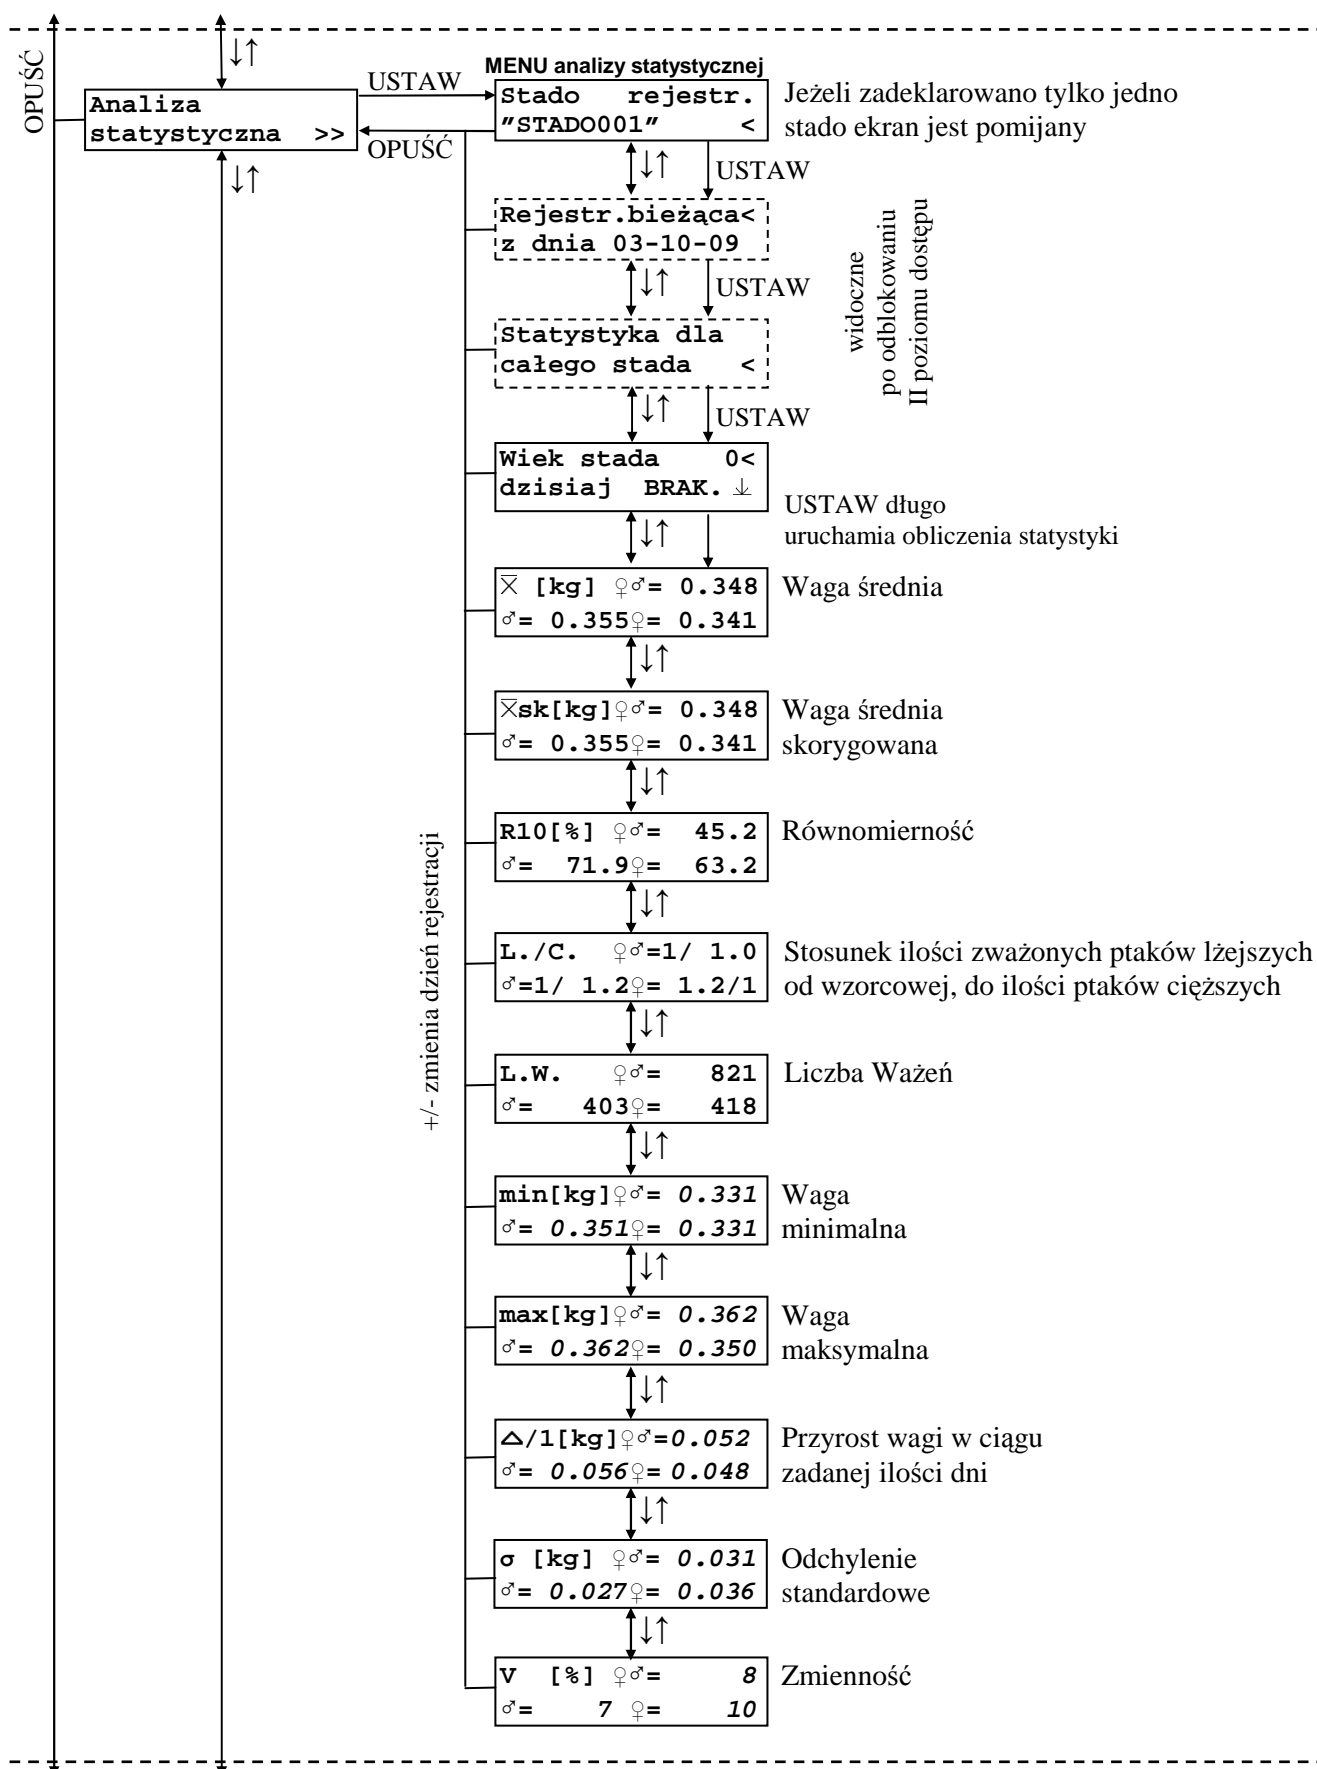 OPUŚĆ
↓↑
Analiza
statystyczna >>
↓↑
USTAW
OPUŚĆ
MENU analizy statystycznej
Stado rejestr.
"STADO001" <
Jeżeli zadeklarowano tylko jedno
stado ekran jest pomijany
↓↑ USTAW
Rejestr.bieżąca<
z dnia 03-10-09
↓↑ USTAW
Statystyka dla
całego stada <
widoczne
po odblokowaniu
II poziomu dostępu
↓↑ USTAW
Wiek stada 0<
dzisiaj BRAK. ↓
USTAW długo
uruchamia obliczenia statystyki
↓↑
X̅ [kg] ♀♂= 0.348
♂= 0.355♀= 0.341
Waga średnia
↓↑
X̅sk[kg]♀♂= 0.348
♂= 0.355♀= 0.341
Waga średnia
skorygowana
↓↑
+/- zmienia dzień rejestracji
R10[%] ♀♂= 45.2
♂= 71.9♀= 63.2
Równomierność
↓↑
L./C. ♀♂=1/ 1.0
♂=1/ 1.2♀= 1.2/1
Stosunek ilości zważonych ptaków lżejszych
od wzorcowej, do ilości ptaków cięższych
↓↑
L.W. ♀♂= 821
♂= 403♀= 418
Liczba Ważeń
↓↑
min[kg]♀♂= 0.331
♂= 0.351♀= 0.331
Waga
minimalna
↓↑
max[kg]♀♂= 0.362
♂= 0.362♀= 0.350
Waga
maksymalna
↓↑
△/1[kg]♀♂=0.052
♂= 0.056♀= 0.048
Przyrost wagi w ciągu
zadanej ilości dni
↓↑
σ [kg] ♀♂= 0.031
♂= 0.027♀= 0.036
Odchylenie
standardowe
↓↑
V [%] ♀♂= 8
♂= 7 ♀= 10
Zmienność